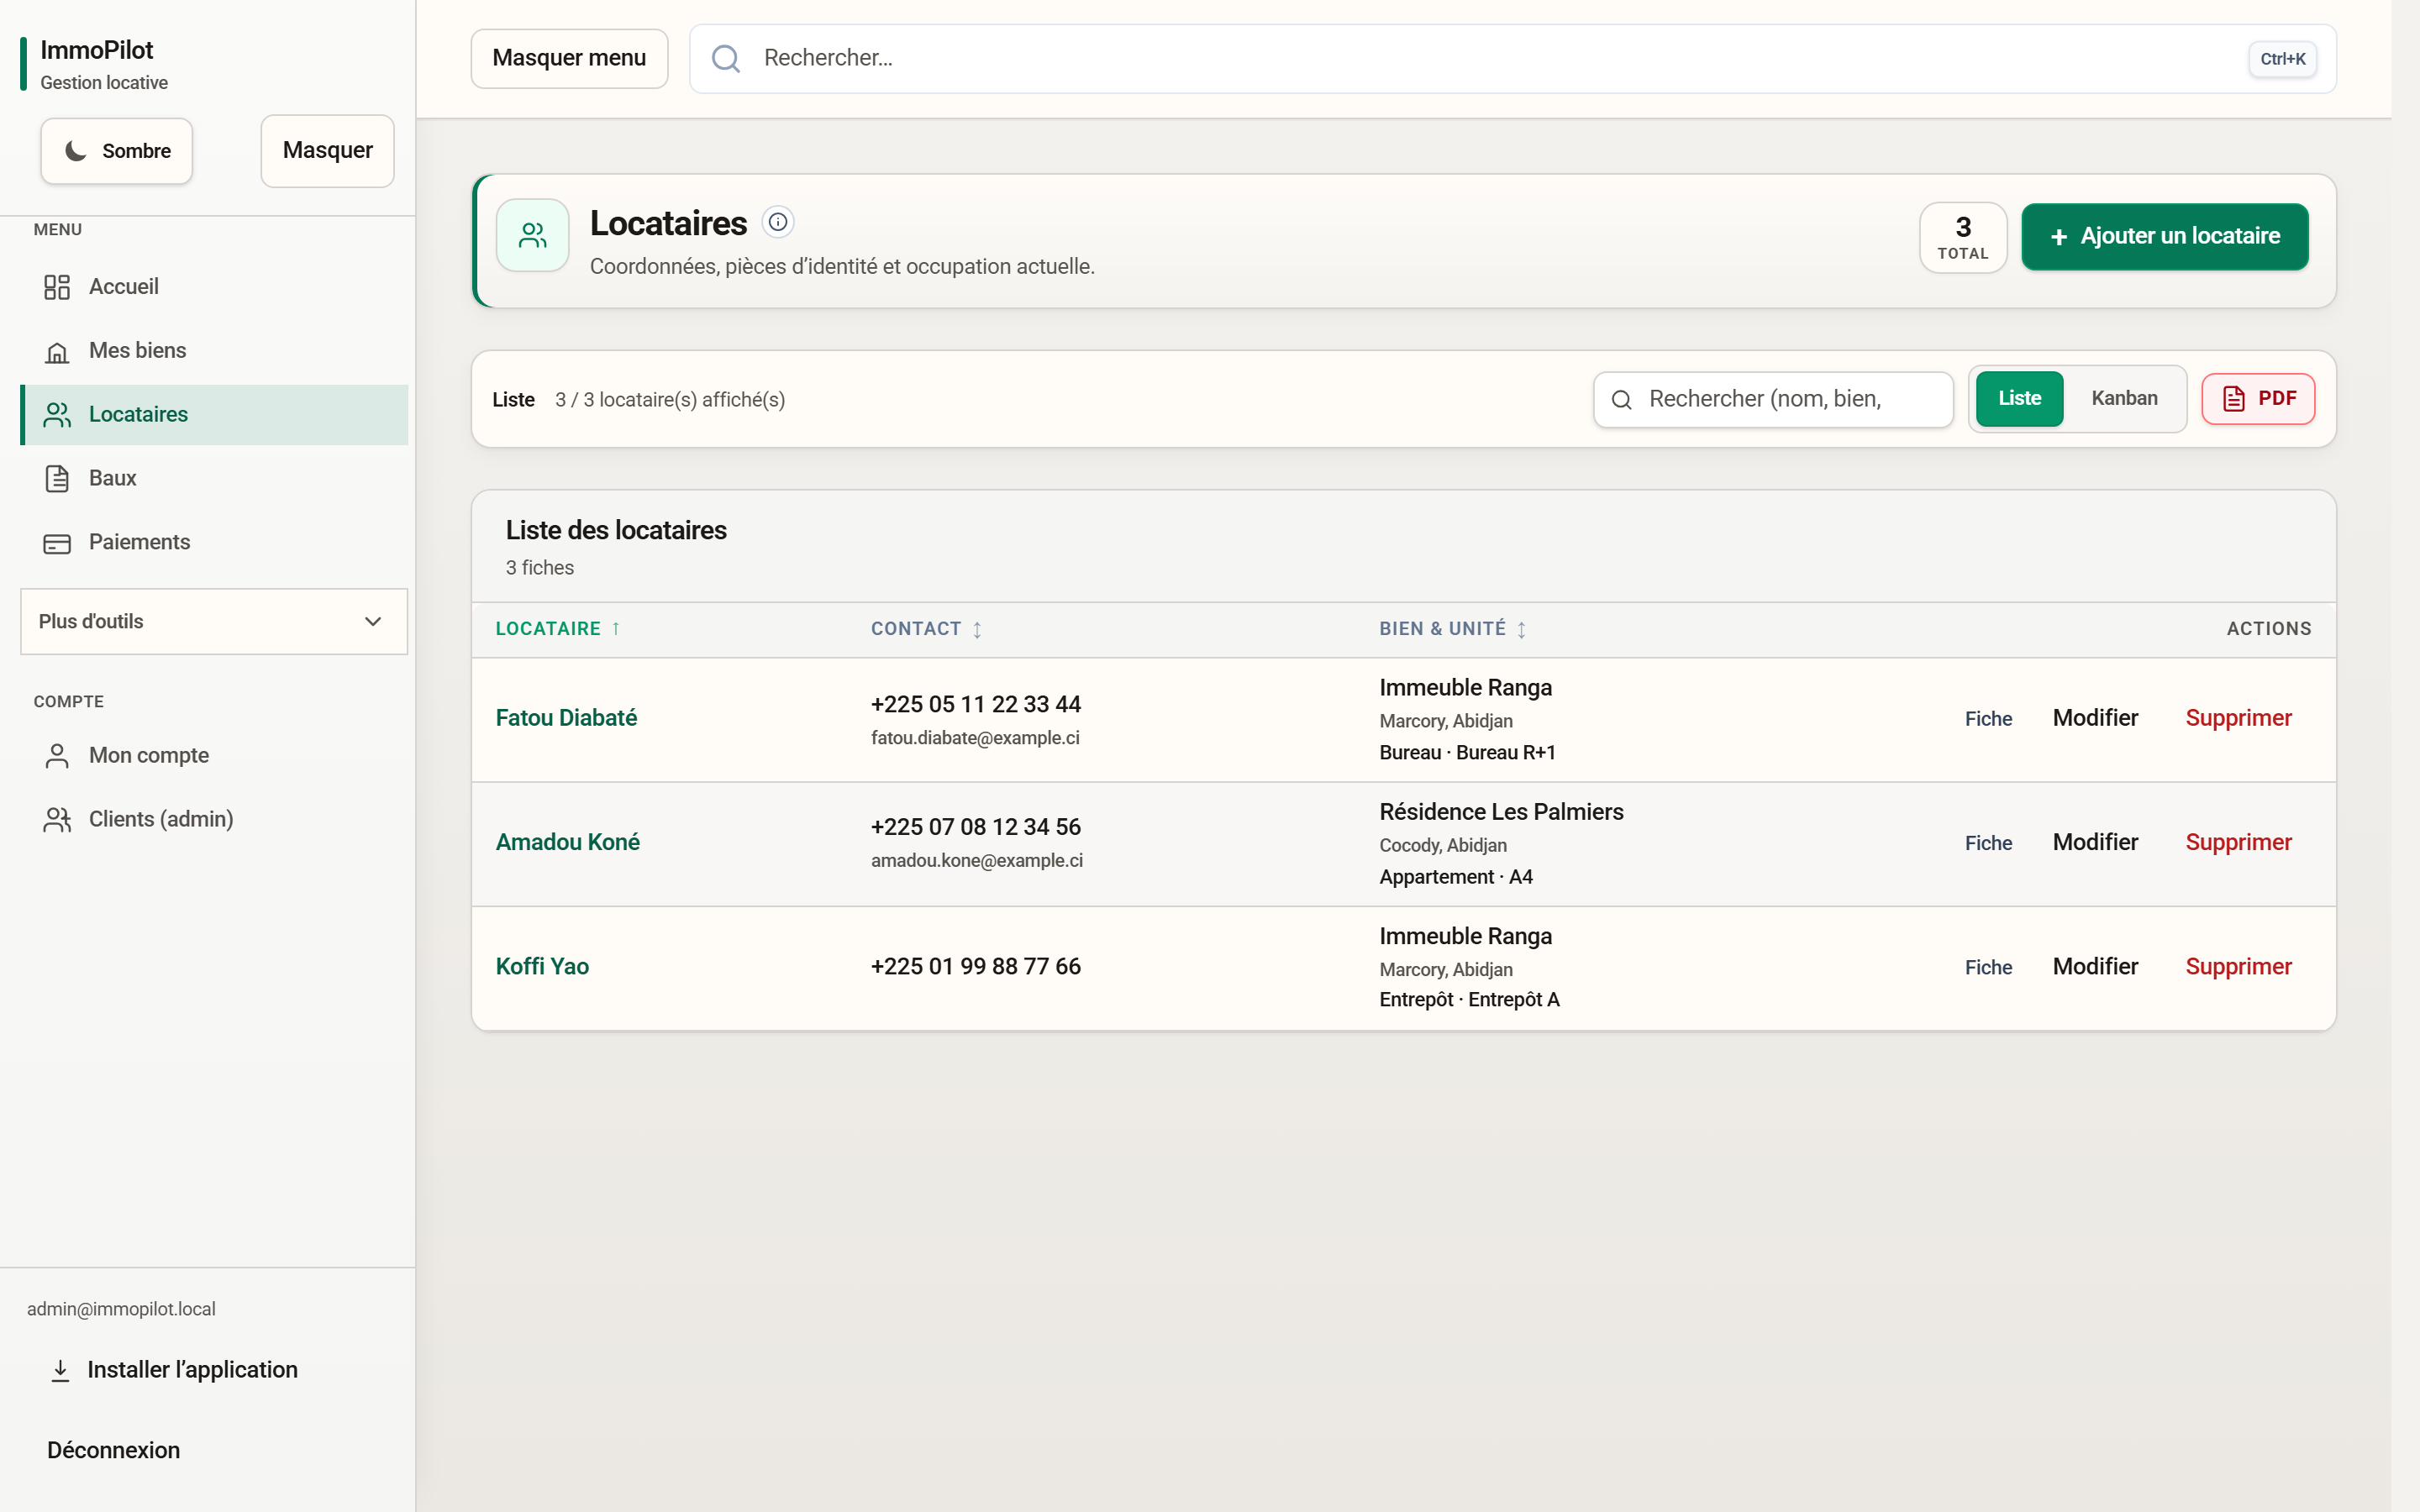 ImmoPilot
Gestion locative
Sombre
Masquer
MENU
Accueil
Mes biens
Locataires
Baux
Paiements
Plus d'outils
COMPTE
Mon compte
Clients (admin)
admin@immopilot.local
Installer l’application
Déconnexion
Masquer menu
Rechercher...
Ctrl+K
Locataires
Coordonnées, pièces d’identité et occupation actuelle.
3
TOTAL
+ Ajouter un locataire
Liste 3 / 3 locataire(s) affiché(s)
Rechercher (nom, bien,
Liste
Kanban
PDF
Liste des locataires
3 fiches
LOCATAIRE ↑ CONTACT ↕ BIEN & UNITÉ ↕ ACTIONS
Fatou Diabaté
+225 05 11 22 33 44
fatou.diabate@example.ci
Immeuble Ranga
Marcory, Abidjan
Bureau · Bureau R+1
Fiche Modifier Supprimer
Amadou Koné
+225 07 08 12 34 56
amadou.kone@example.ci
Résidence Les Palmiers
Cocody, Abidjan
Appartement · A4
Fiche Modifier Supprimer
Koffi Yao
+225 01 99 88 77 66
Immeuble Ranga
Marcory, Abidjan
Entrepôt · Entrepôt A
Fiche Modifier Supprimer